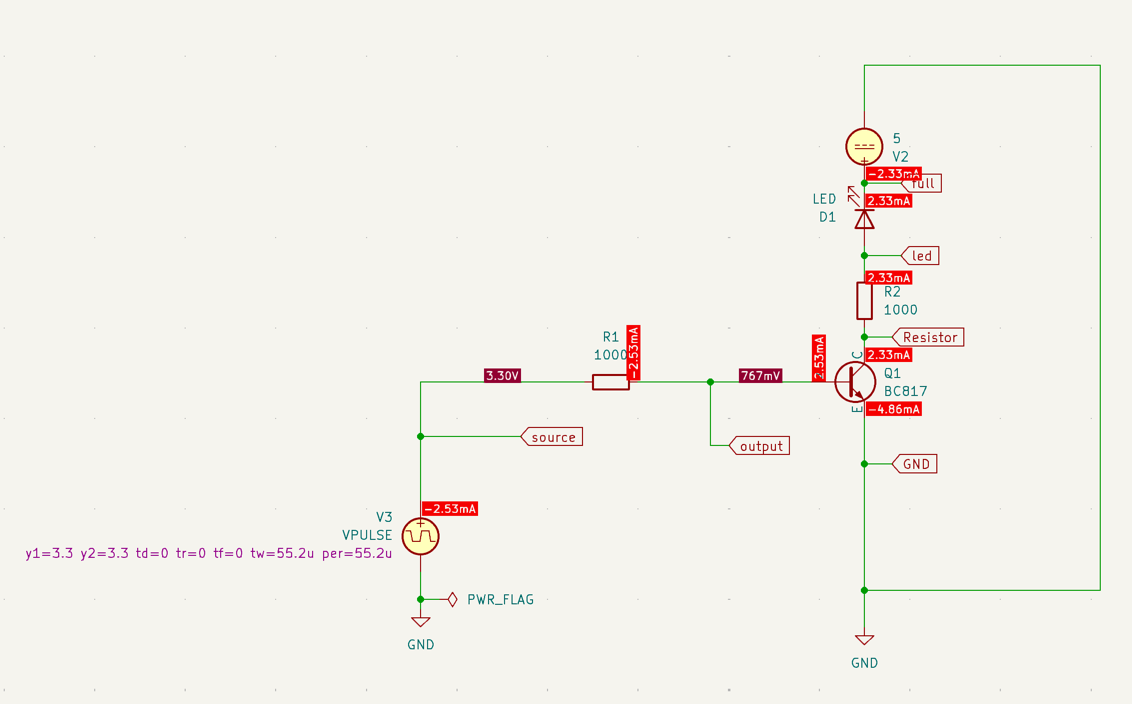 5
V2
-2.33mA
full
2.33mA
LED
D1
led
2.33mA
R2
1000
Resistor
R1
1000
-2.53mA
2.53mA
C
2.33mA
3.30V
767mV
Q1
BC817
E
-4.86mA
source
output
GND
-2.53mA
V3
VPULSE
y1=3.3 y2=3.3 td=0 tr=0 tf=0 tw=55.2u per=55.2u
PWR_FLAG
GND
GND